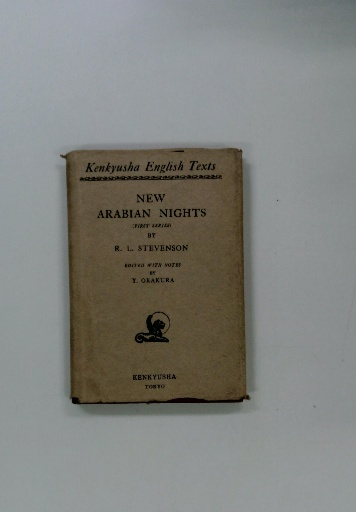 Kenkyusha English Texts
NEW
ARABIAN NIGHTS
(FIRST SERIES)
BY
R. L. STEVENSON
EDITED WITH NOTES
BY
Y. OKAKURA
KENKYUSHA
TOKYO